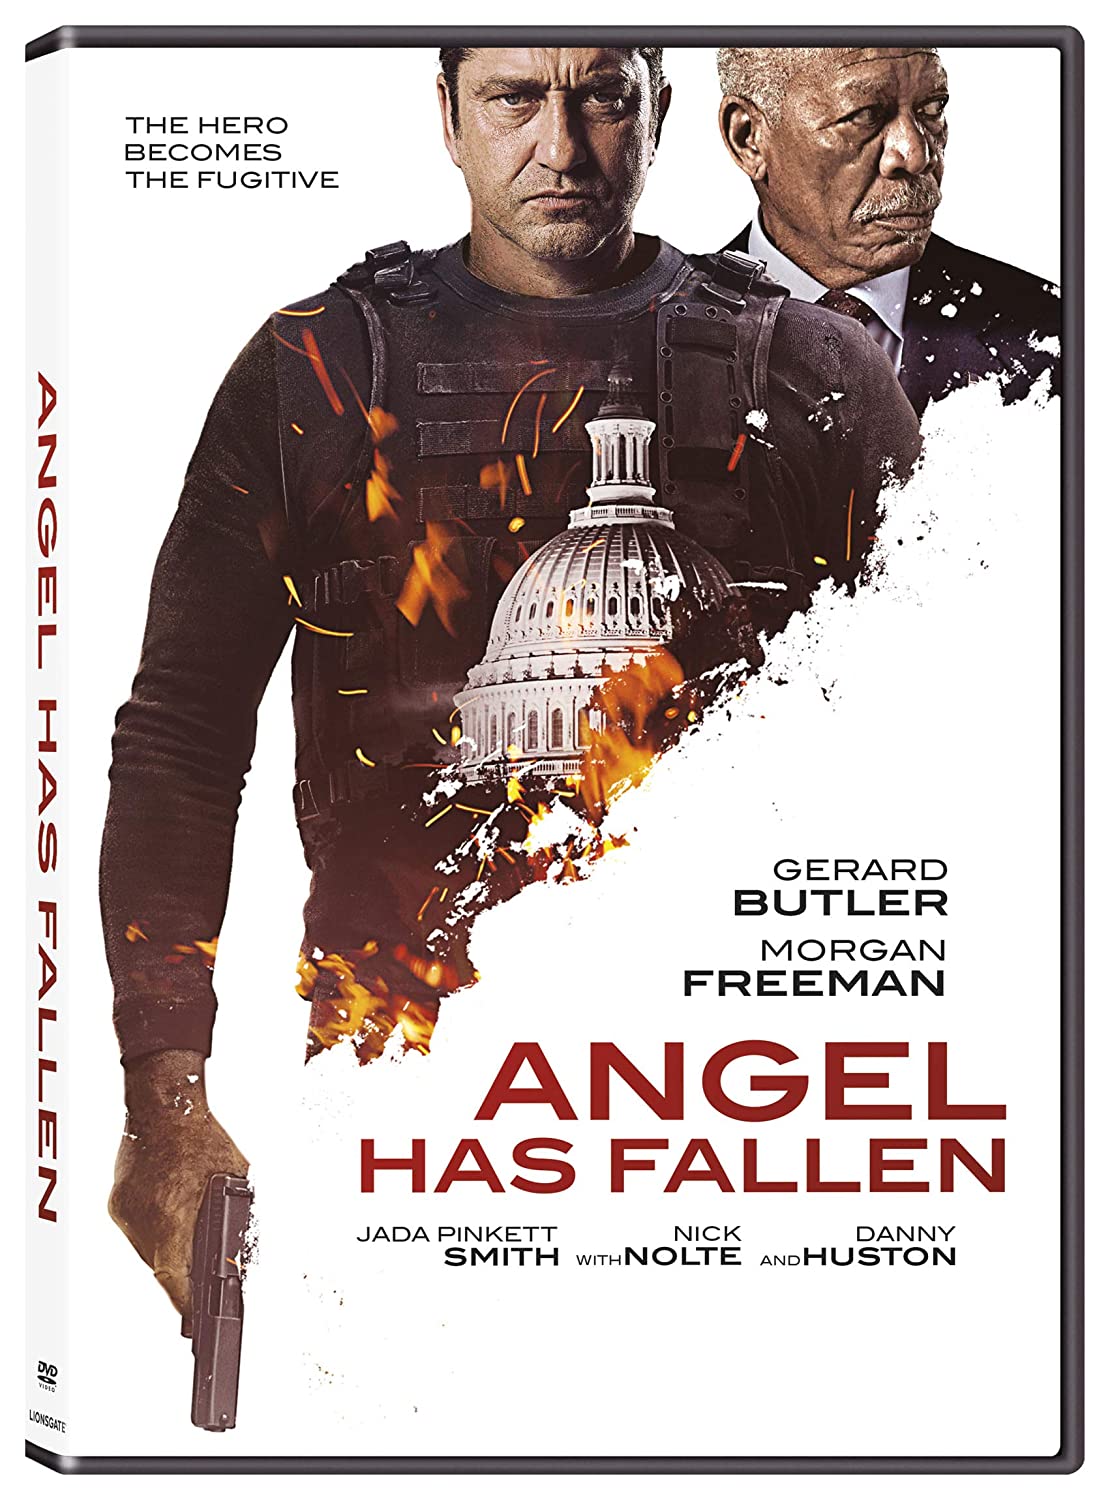 THE HERO
BECOMES
THE FUGITIVE
ANGEL HAS FALLEN
GERARD
BUTLER
MORGAN
FREEMAN
ANGEL
HAS FALLEN
JADA PINKETT NICK DANNY
SMITH WITH NOLTE AND HUSTON
DVD
VIDEO
LIONSGATE